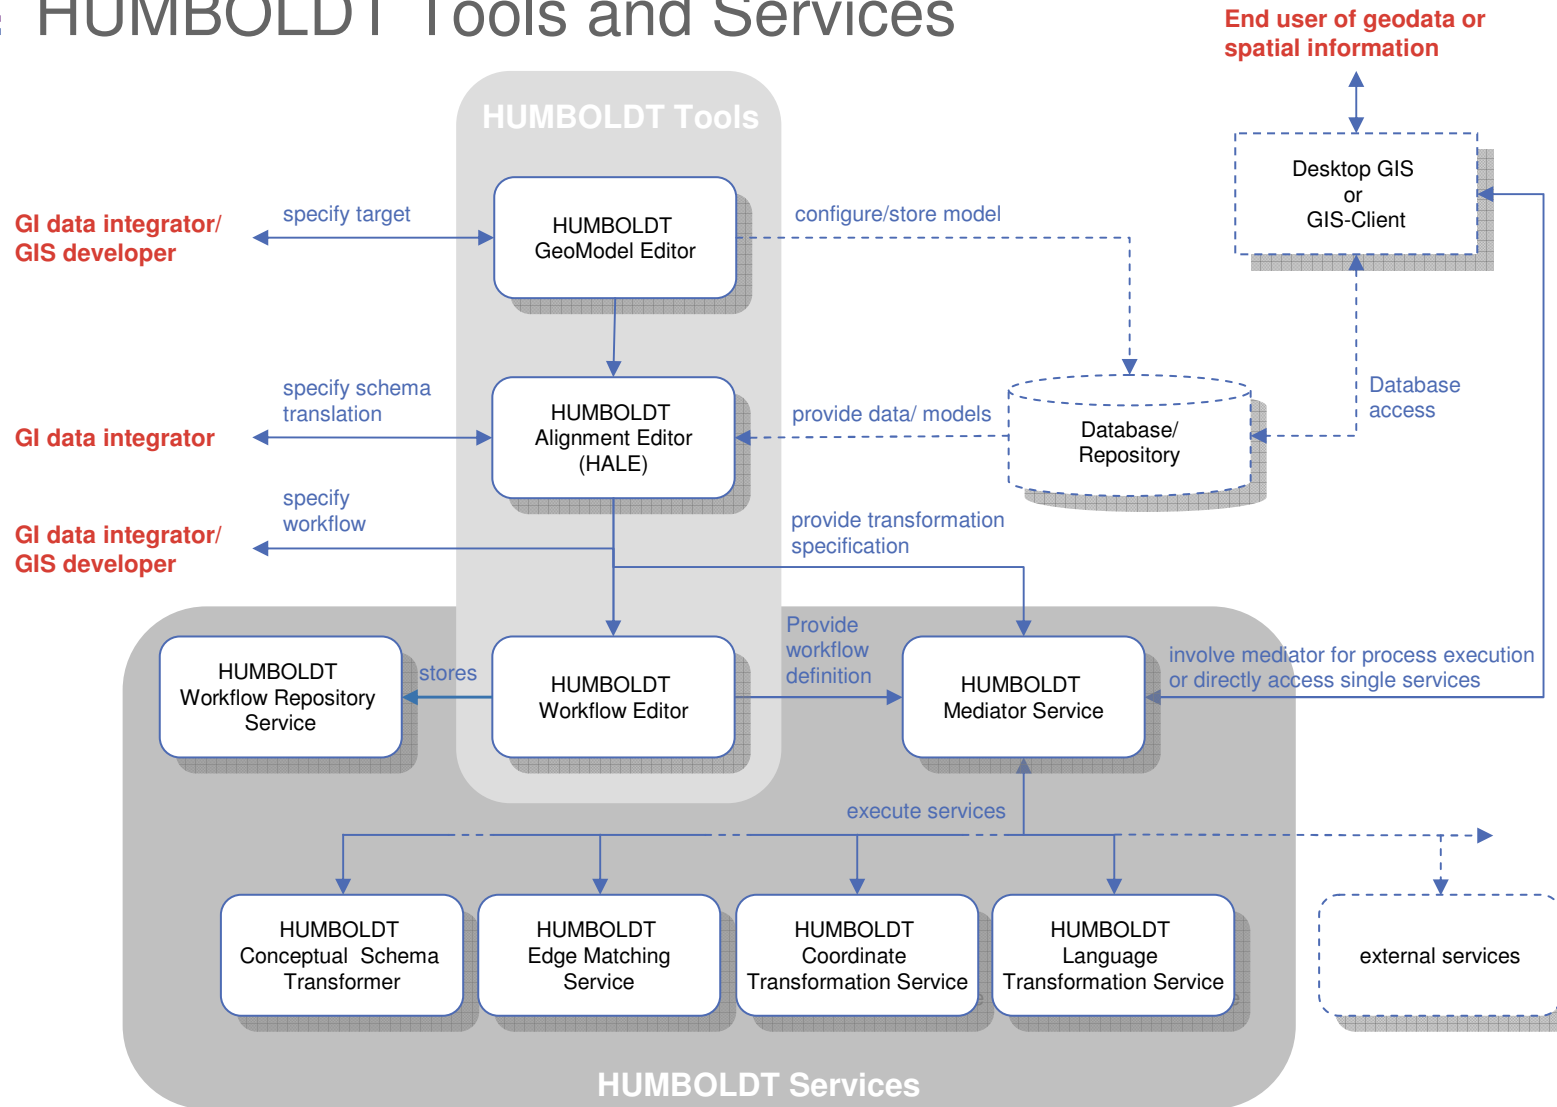 HUMBOLDT Tools and Services
End user of geodata or
spatial information
HUMBOLDT Tools
Desktop GIS
or
GIS-Client
GI data integrator/
GIS developer
specify target
HUMBOLDT
GeoModel Editor
configure/store model
specify schema
translation
GI data integrator
HUMBOLDT
Alignment Editor
(HALE)
provide data/ models
Database/
Repository
Database
access
specify
workflow
GI data integrator/
GIS developer
provide transformation
specification
HUMBOLDT
Workflow Repository
Service
stores
HUMBOLDT
Workflow Editor
Provide
workflow
definition
HUMBOLDT
Mediator Service
involve mediator for process execution
or directly access single services
execute services
HUMBOLDT
Conceptual Schema
Transformer
HUMBOLDT
Edge Matching
Service
HUMBOLDT
Coordinate
Transformation Service
HUMBOLDT
Language
Transformation Service
external services
HUMBOLDT Services